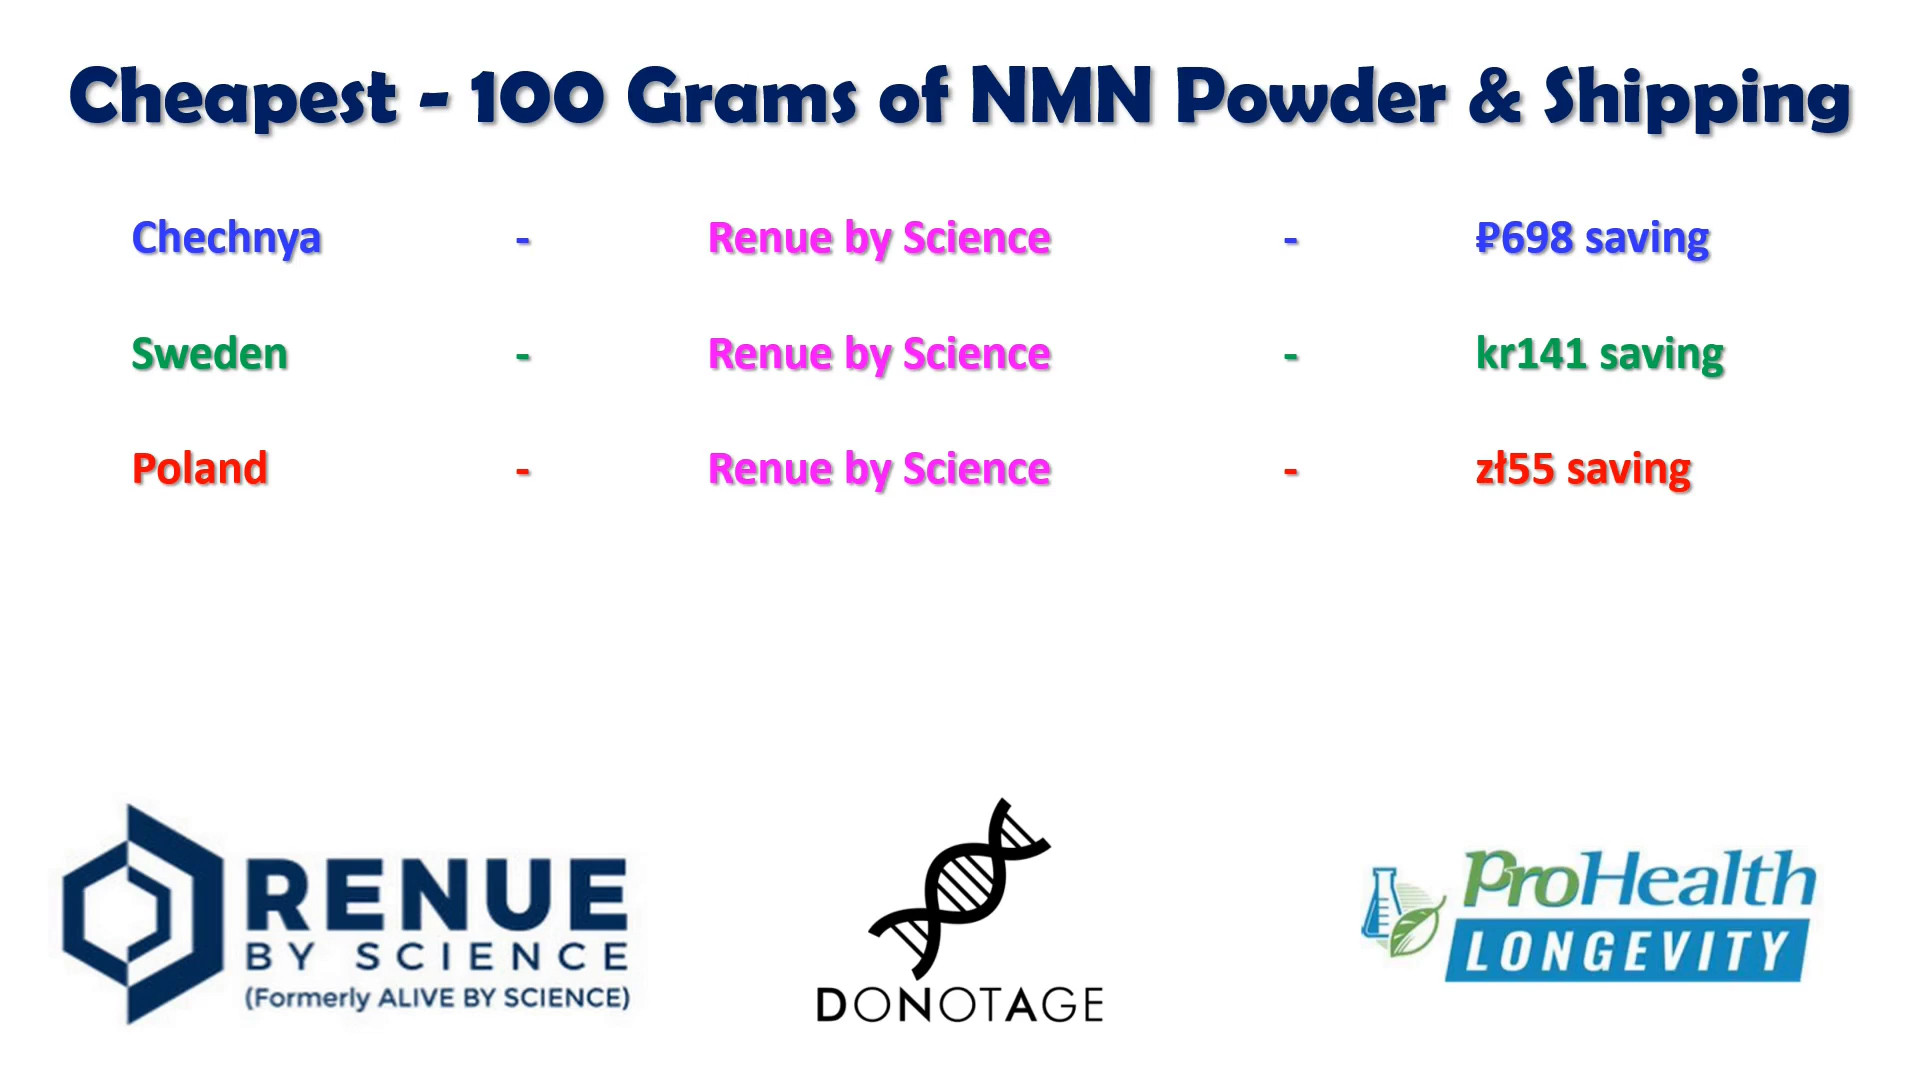 Cheapest - 100 Grams of NMN Powder & Shipping
Chechnya - Renue by Science - ₽698 saving
Sweden - Renue by Science - kr141 saving
Poland - Renue by Science - zł55 saving
RENUE
BY SCIENCE
(Formerly ALIVE BY SCIENCE)
DONOTAGE
ProHealth
LONGEVITY